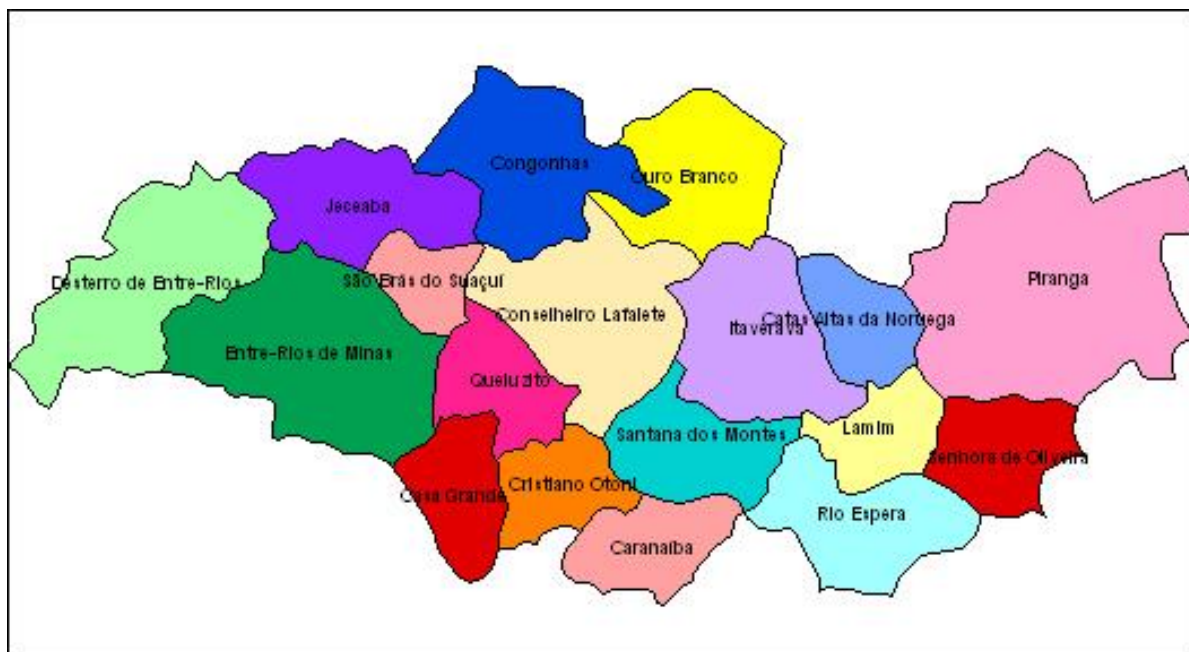 Congonhas
Ouro Branco
Jeceaba
Desterro de Entre-Rios
São Brás do Suaçuí
Piranga
Conselheiro Lafaiete
Catas Altas da Noruega
Itaverava
Entre-Rios de Minas
Queluzito
Santana dos Montes
Lamim
Senhora de Oliveira
Casa Grande
Cristiano Otoni
Rio Espera
Caranaíba